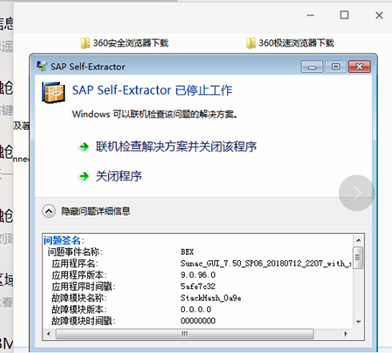 360安全浏览器下载
360极速浏览器下载
SAP Self-Extractor
SAP Self-Extractor 已停止工作
Windows 可以联机检查该问题的解决方案。
联机检查解决方案并关闭该程序
关闭程序
隐藏问题详细信息
问题签名:
问题事件名称: BEX
应用程序名: Sunac_GUI_7.50_SP06_20180712_2207_with_
应用程序版本: 9.0.96.0
应用程序时间戳: 5afe7c32
故障模块名称: StackHash_0a9e
故障模块版本: 0.0.0.0
故障模块时间戳: 00000000